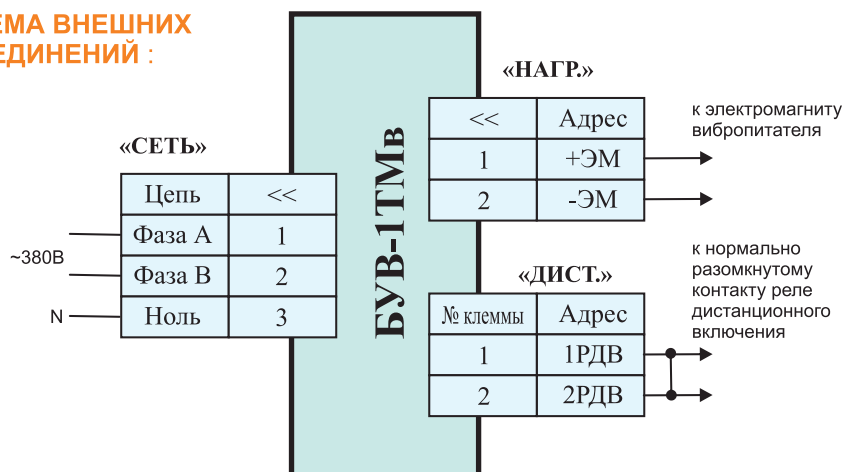 ЕМА ВНЕШНИХ
ЕДИНЕНИЙ :
«СЕТЬ»
Цепь <<
~380В
Фаза А 1
Фаза В 2
N Ноль 3
БУВ-1ТМв
«НАГР.»
<< Адрес
1 +ЭМ
2 -ЭМ
к электромагниту
вибропитателя
«ДИСТ.»
№ клеммы Адрес
1 1РДВ
2 2РДВ
к нормально
разомкнутому
контакту реле
дистанционного
включения